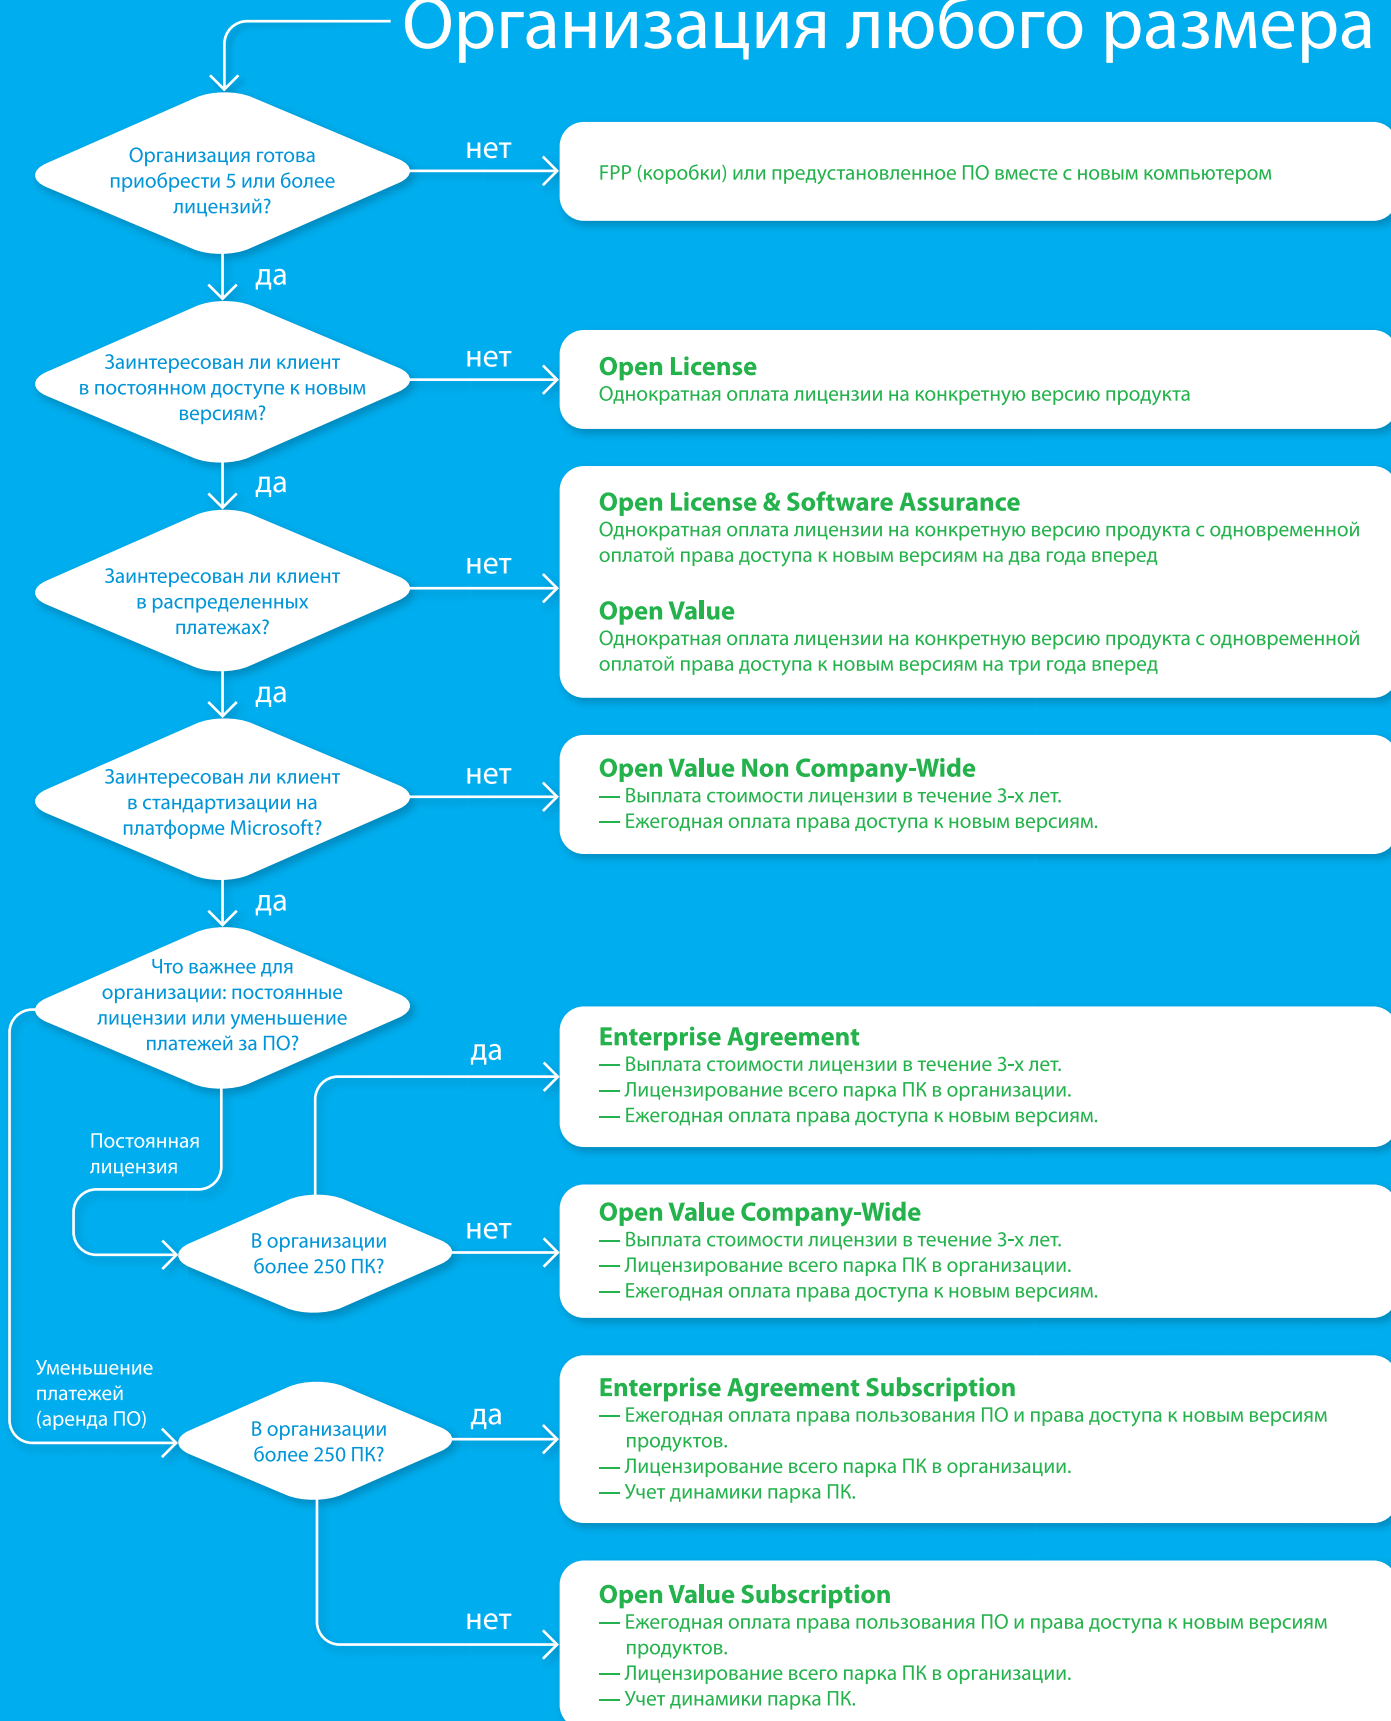 Организация любого размера
Организация готова
приобрести 5 или более
лицензий?
нет
FPP (коробки) или предустановленное ПО вместе с новым компьютером
да
Заинтересован ли клиент
в постоянном доступе к новым
версиям?
нет
Open License
Однократная оплата лицензии на конкретную версию продукта
да
Заинтересован ли клиент
в распределенных
платежах?
нет
Open License & Software Assurance
Однократная оплата лицензии на конкретную версию продукта с одновременной
оплатой права доступа к новым версиям на два года вперед
Open Value
Однократная оплата лицензии на конкретную версию продукта с одновременной
оплатой права доступа к новым версиям на три года вперед
да
Заинтересован ли клиент
в стандартизации на
платформе Microsoft?
нет
Open Value Non Company-Wide
— Выплата стоимости лицензии в течение 3-х лет.
— Ежегодная оплата права доступа к новым версиям.
да
Что важнее для
организации: постоянные
лицензии или уменьшение
платежей за ПО?
Постоянная
лицензия
В организации
более 250 ПК?
да
Enterprise Agreement
— Выплата стоимости лицензии в течение 3-х лет.
— Лицензирование всего парка ПК в организации.
— Ежегодная оплата права доступа к новым версиям.
нет
Open Value Company-Wide
— Выплата стоимости лицензии в течение 3-х лет.
— Лицензирование всего парка ПК в организации.
— Ежегодная оплата права доступа к новым версиям.
Уменьшение
платежей
(аренда ПО)
В организации
более 250 ПК?
да
Enterprise Agreement Subscription
— Ежегодная оплата права пользования ПО и права доступа к новым версиям
продуктов.
— Лицензирование всего парка ПК в организации.
— Учет динамики парка ПК.
нет
Open Value Subscription
— Ежегодная оплата права пользования ПО и права доступа к новым версиям
продуктов.
— Лицензирование всего парка ПК в организации.
— Учет динамики парка ПК.